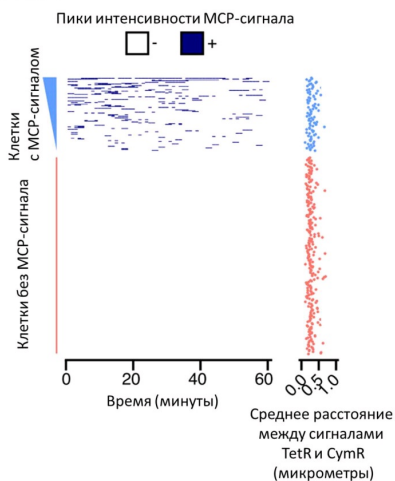 Пики интенсивности MCP-сигнала
- +
Клетки
с MCP-сигналом
Клетки без MCP-сигнала
0 20 40 60
Время (минуты)
0.0 0.5 1.0
Среднее расстояние
между сигналами
TetR и CymR
(микрометры)